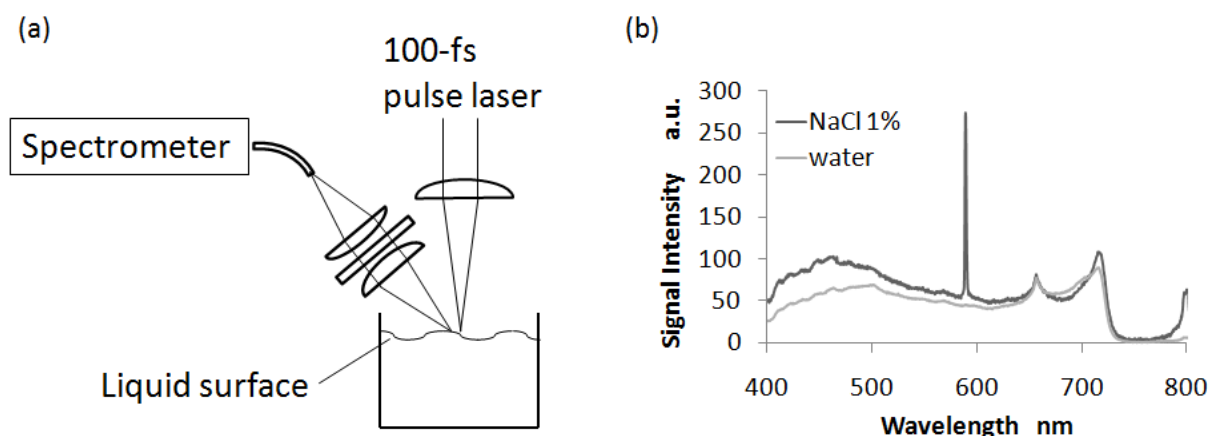 (a)
100-fs
pulse laser
Spectrometer
Liquid surface
(b)
Signal Intensity a.u.
300
250
200
150
100
50
0
NaCl 1%
water
400 500 600 700 800
Wavelength nm